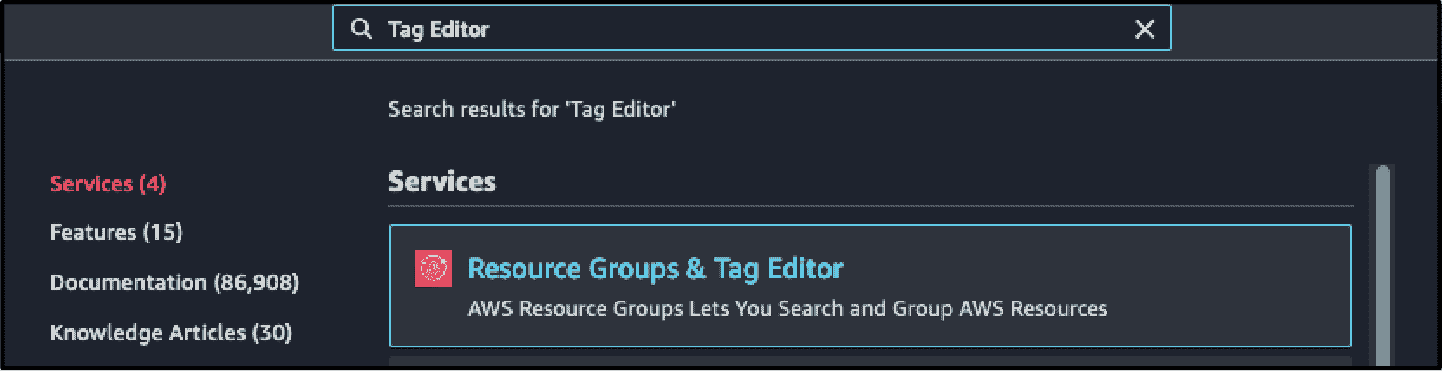 Tag Editor
Search results for 'Tag Editor'
Services (4)
Features (15)
Documentation (86,908)
Knowledge Articles (30)
Services
Resource Groups & Tag Editor
AWS Resource Groups Lets You Search and Group AWS Resources